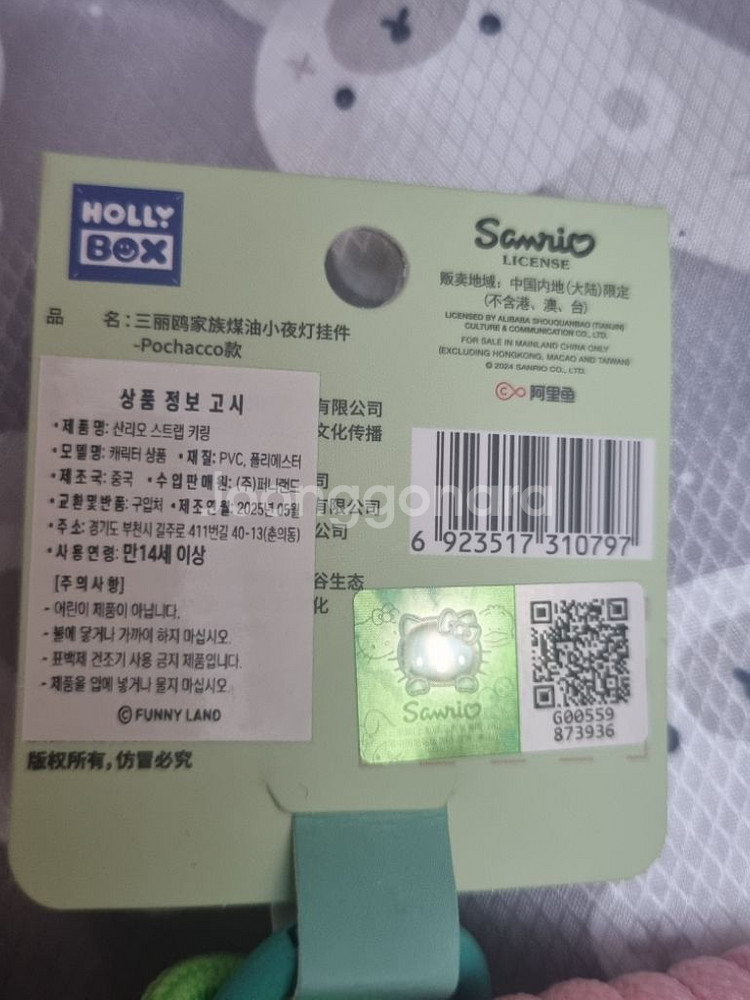 HOLLY
BOX
Sanrio
LICENSE
贩卖地域：中国内地(大陆)限定
(不含港、澳、台)
LICENSED BY ALIBABA SHOUQUANBAO (TIANJIN)
CULTURE & COMMUNICATION CO., LTD.
FOR SALE IN MAINLAND CHINA ONLY
(EXCLUDING HONGKONG, MACAO AND TAIWAN)
© 2024 SANRIO CO., LTD.
阿里鱼
品 名：三丽鸥家族煤油小夜灯挂件
-Pochacco款
상품 정보 고시
• 제품명: 산리오 스트랩 키링
• 모델명: 캐릭터 상품 • 재질: PVC, 폴리에스터
• 제조국: 중국 • 수입판매원: (주)퍼니랜드
• 교환및반품: 구입처 • 제조연월: 2025년 05월
• 주소: 경기도 부천시 길주로 411번길 40-13(춘의동)
• 사용연령: 만14세 이상
[주의사항]
- 어린이 제품이 아닙니다.
- 불에 닿거나 가까이 하지 마십시오.
- 표백제 건조기 사용 금지 제품입니다.
- 제품을 입에 넣거나 물지 마십시오.
© FUNNY LAND
有限公司
文化传播
司
有限公司
公司
谷生态
化
版权所有，仿冒必究
6 923517 310797
Sanrio
G00559
873936